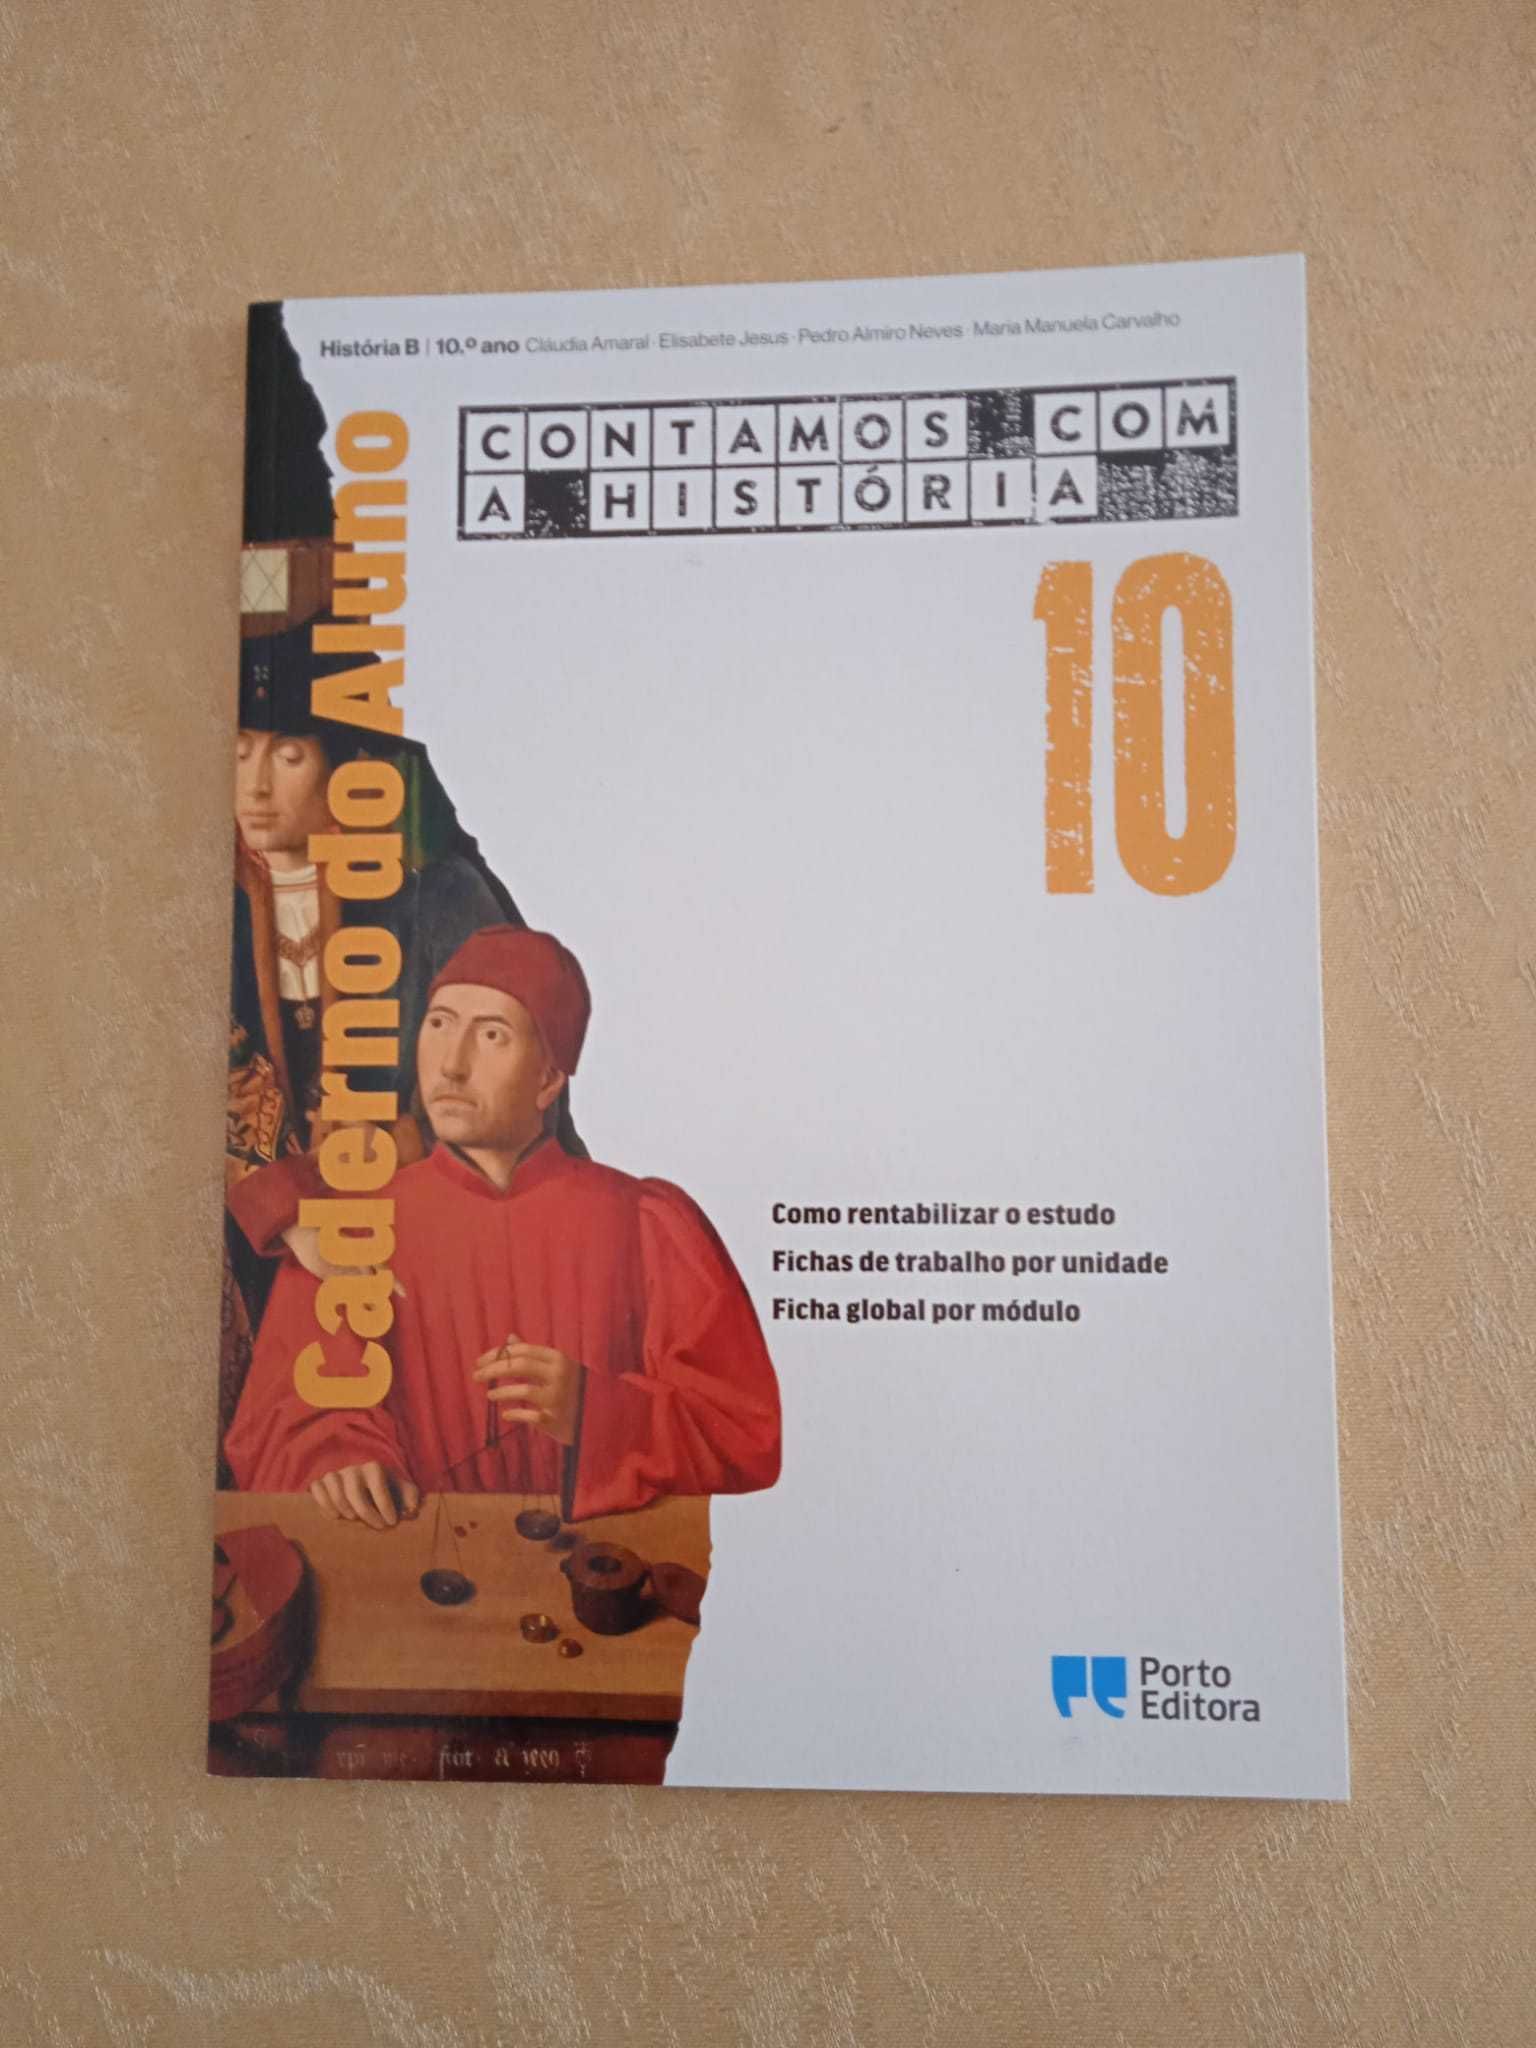 História B | 10.º ano Cláudia Amaral · Elisabete Jesus · Pedro Almiro Neves · Maria Manuela Carvalho
CONTAMOS COM
A HISTÓRIA
10
Caderno do Aluno
Como rentabilizar o estudo
Fichas de trabalho por unidade
Ficha global por módulo
Porto
Editora